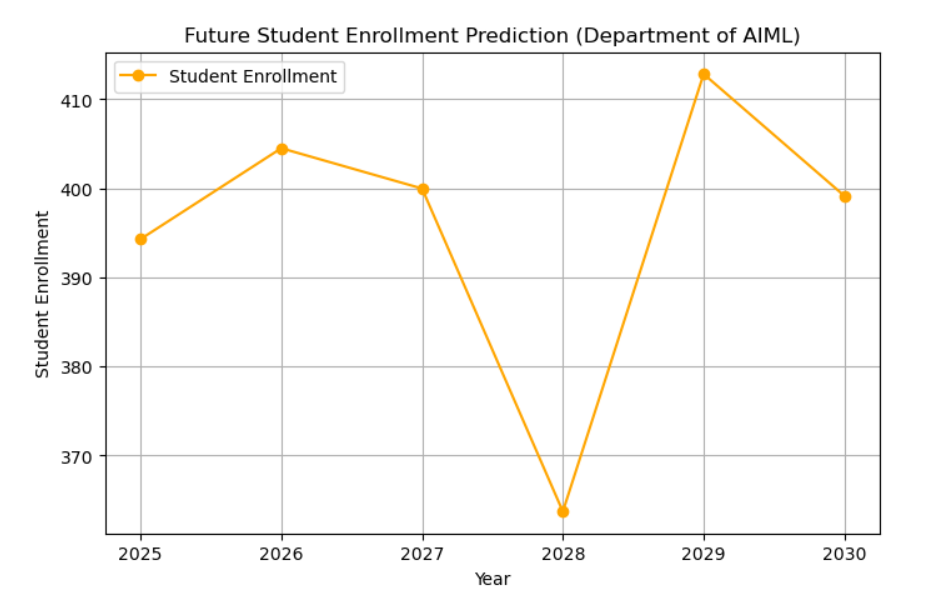 Future Student Enrollment Prediction (Department of AIML)
Student Enrollment
410
400
390
380
370
Student Enrollment
2025 2026 2027 2028 2029 2030
Year